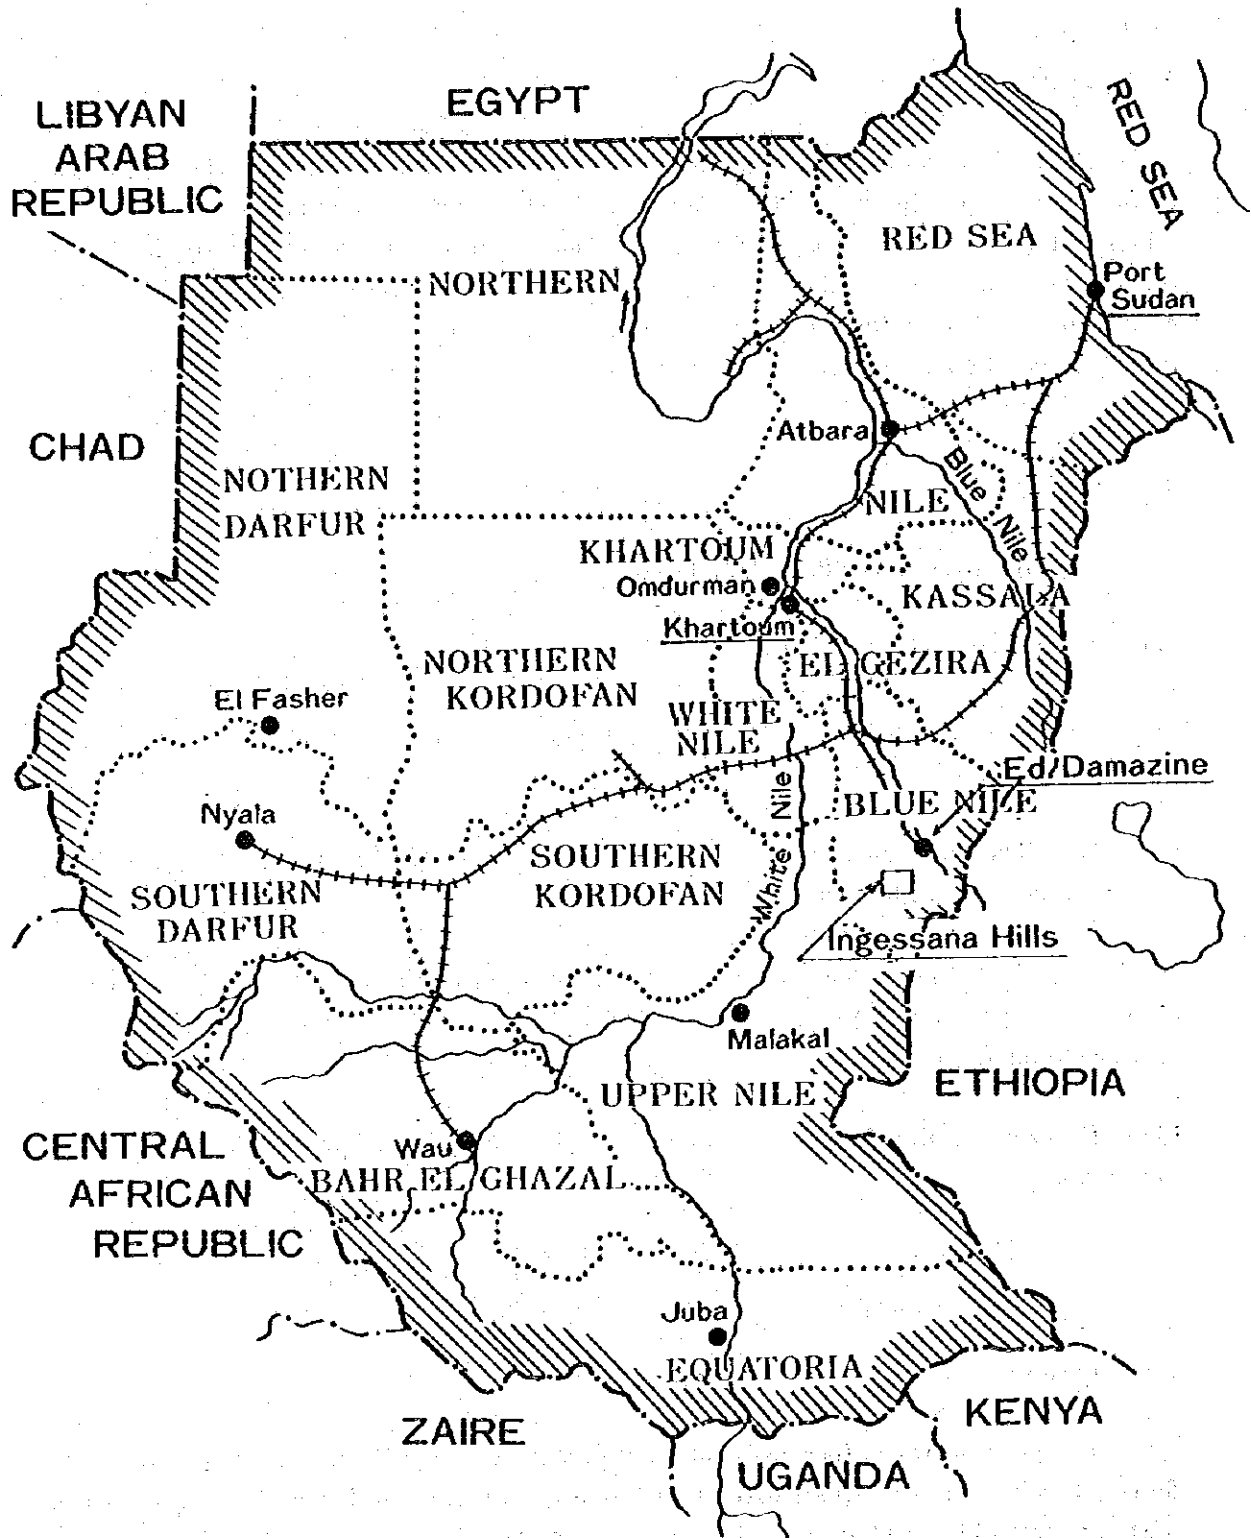 EGYPT
LIBYAN
ARAB
REPUBLIC
RED SEA
RED SEA
NORTHERN
Port
Sudan
CHAD
Atbara
NOTHERN
DARFUR
Blue
Nile
NILE
KHARTOUM
Omdurman
KASSALA
Khartoum
NORTHERN
KORDOFAN
EL GEZIRA
El Fasher
WHITE
NILE
Ed/Damazine
Nile
White
BLUE NILE
Nyala
SOUTHERN
KORDOFAN
SOUTHERN
DARFUR
Ingessana Hills
Malakal
ETHIOPIA
UPPER NILE
CENTRAL
AFRICAN
REPUBLIC
Wau
BAHR EL GHAZAL
Juba
EQUATORIA
ZAIRE
KENYA
UGANDA